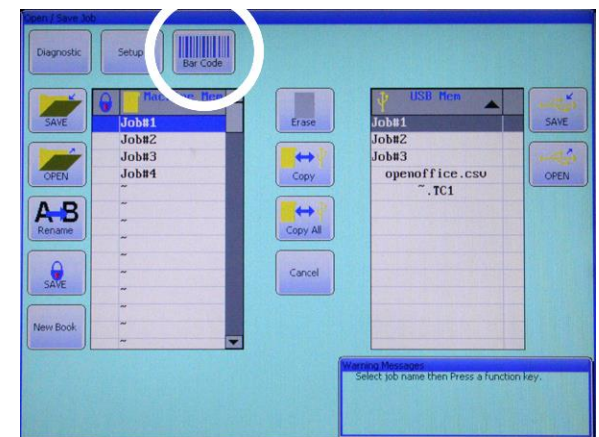 Open / Save Job
Diagnostic
Setup
Bar Code
SAVE
OPEN
Rename
SAVE
New Book
Job#1
Job#2
Job#3
Job#4
~
~
~
~
~
~
~
~
~
~
Erase
Copy
Copy All
Cancel
USB Mem
Job#1
Job#2
Job#3
openoffice.csv
~.TC1
SAVE
OPEN
Warning Messages
Select job name then Press a function key.